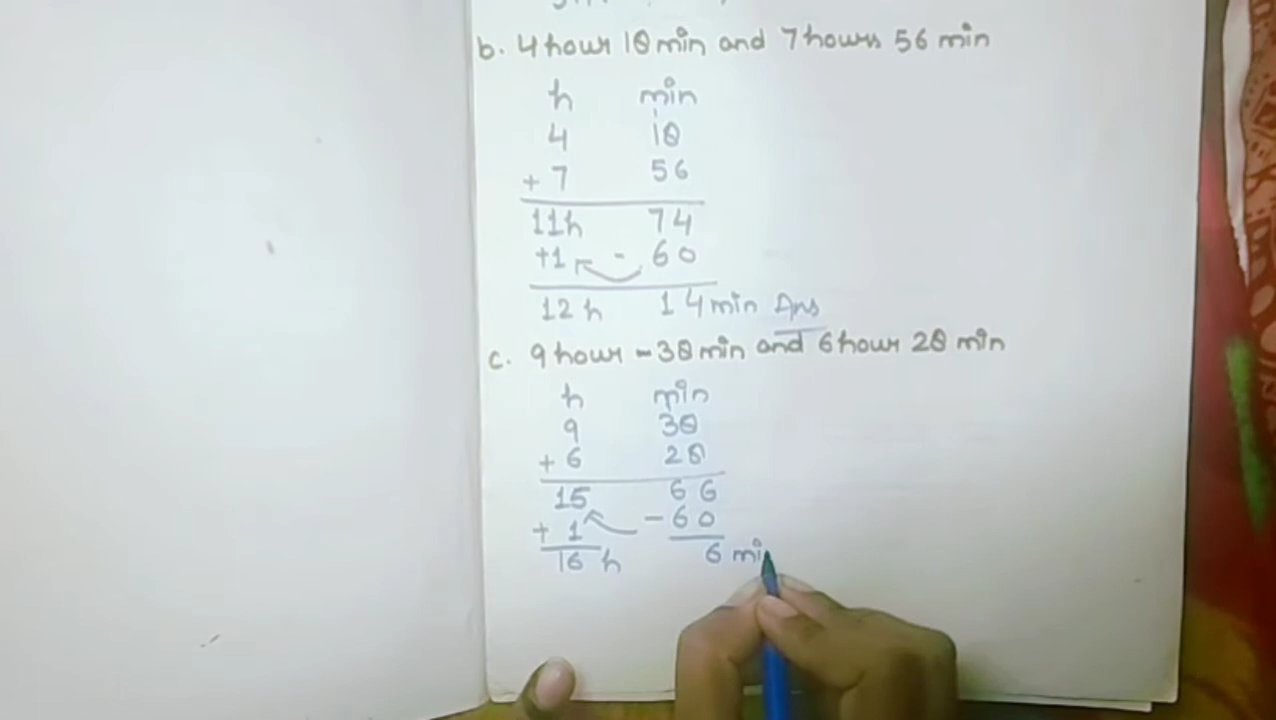 b. 4 hour 18 min and 7 hours 56 min
h min
4 18
+ 7 56
11h 74
+1 - 60
12 h 14 min Ans
c. 9 hour - 38 min and 6 hour 28 min
h min
9 38
+ 6 28
15 66
+ 1 - 60
16 h 6 mi